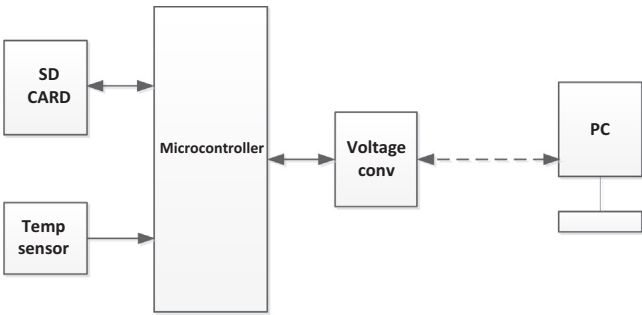 SD
CARD
Microcontroller
Voltage
conv
PC
Temp
sensor